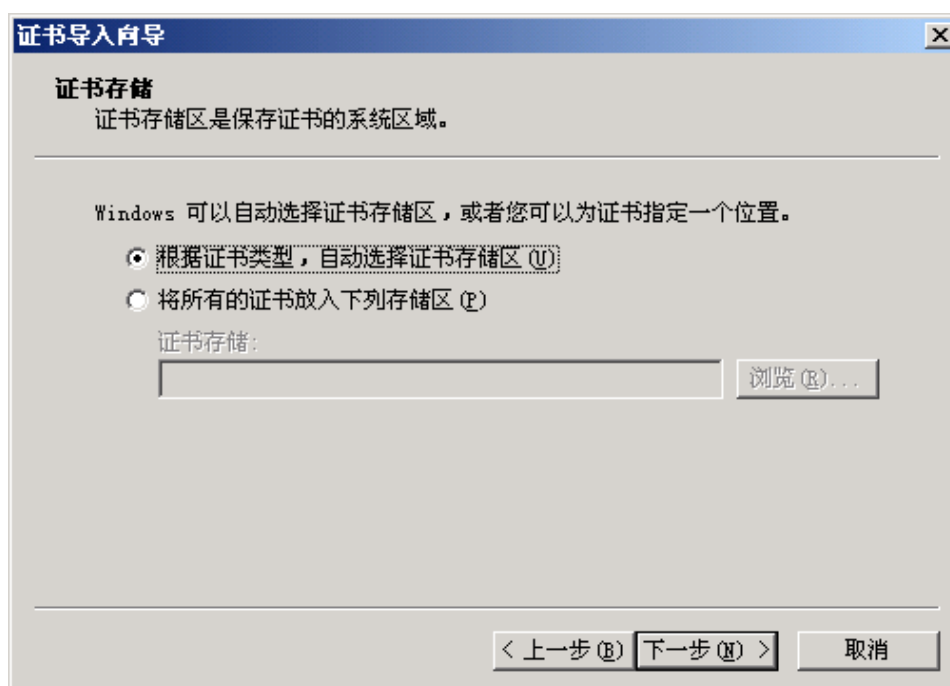 证书导入向导
证书存储
证书存储区是保存证书的系统区域。
Windows 可以自动选择证书存储区，或者您可以为证书指定一个位置。
根据证书类型，自动选择证书存储区(U)
将所有的证书放入下列存储区(P)
证书存储:
浏览(R)...
< 上一步(B) 下一步(N) > 取消